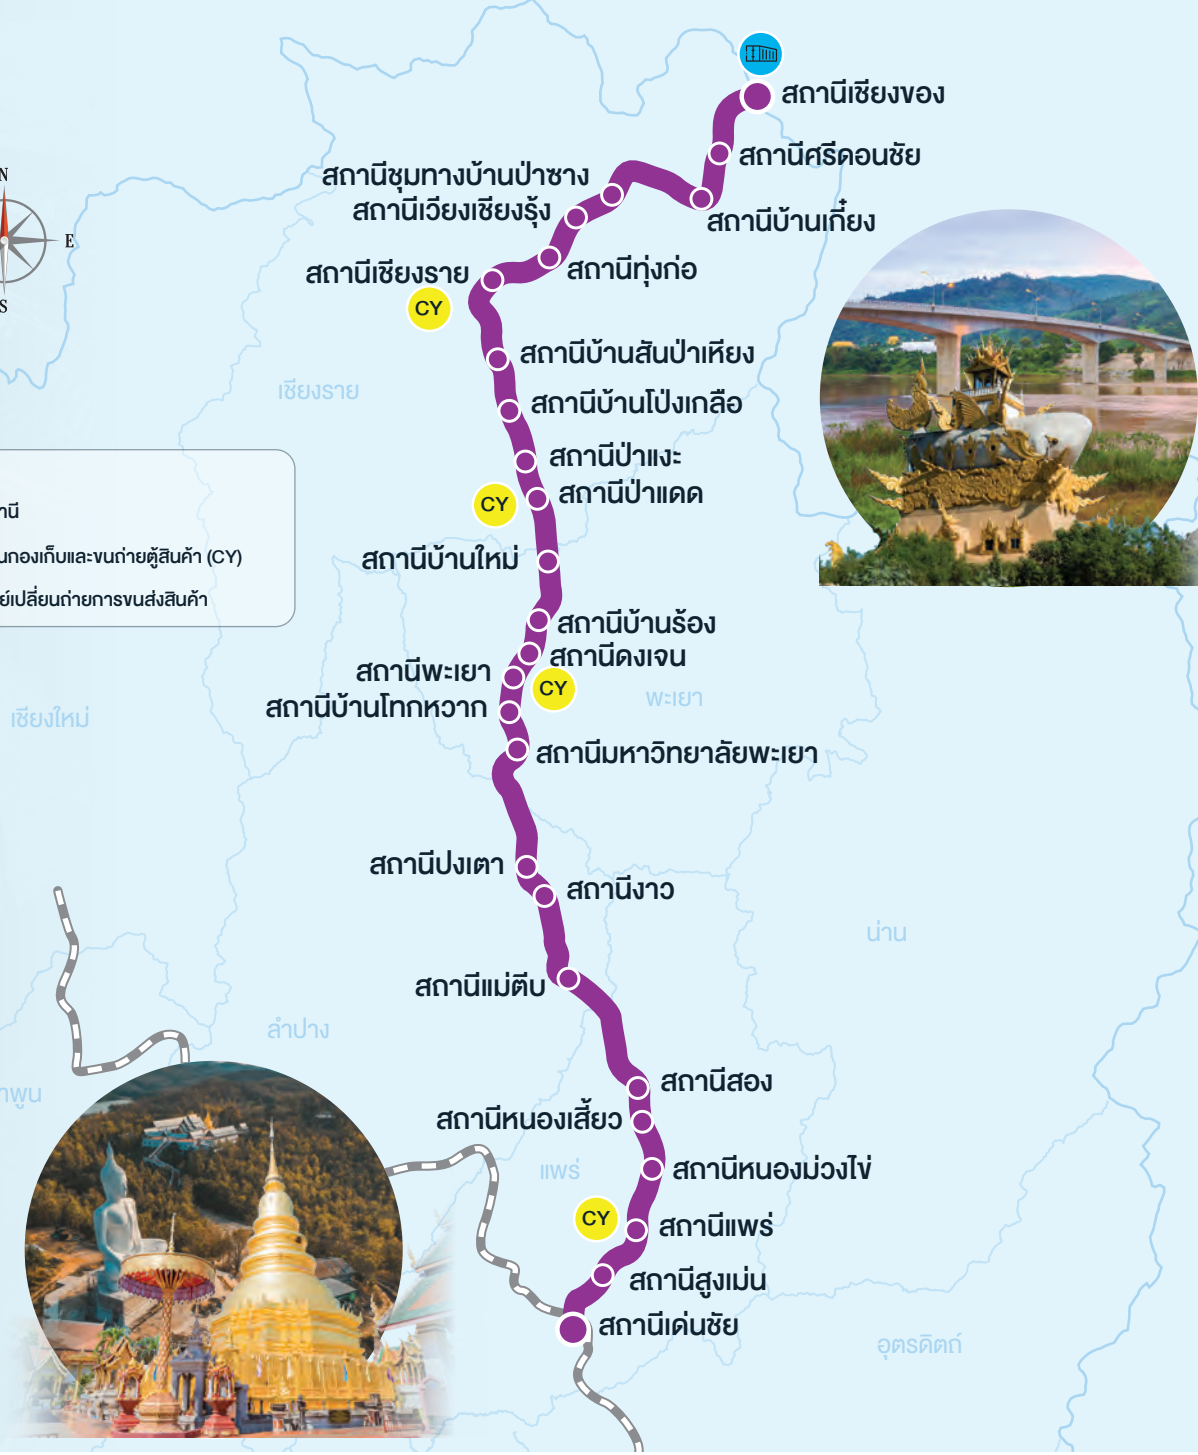 สถานีเชียงของ
สถานีศรีดอนชัย
สถานีชุมทางบ้านป่าซาง
สถานีเวียงเชียงรุ้ง
สถานีบ้านเกี๋ยง
N
E
S
สถานีเชียงราย
สถานีทุ่งก่อ
CY
สถานีบ้านสันป่าเหียง
เชียงราย
สถานีบ้านโป่งเกลือ
สถานีป่าแงะ
สถานีป่าแดด
CY
านี
นกองเก็บและขนถ่ายตู้สินค้า (CY)
ย์เปลี่ยนถ่ายการขนส่งสินค้า
สถานีบ้านใหม่
สถานีบ้านร้อง
สถานีดงเจน
สถานีพะเยา
CY
พะเยา
สถานีบ้านโทกหวาก
เชียงใหม่
สถานีมหาวิทยาลัยพะเยา
สถานีปงเตา
สถานีงาว
น่าน
สถานีแม่ตีบ
ลำปาง
สถานีสอง
ำพูน
สถานีหนองเสี้ยว
แพร่
สถานีหนองม่วงไข่
CY
สถานีแพร่
สถานีสูงเม่น
สถานีเด่นชัย
อุตรดิตถ์